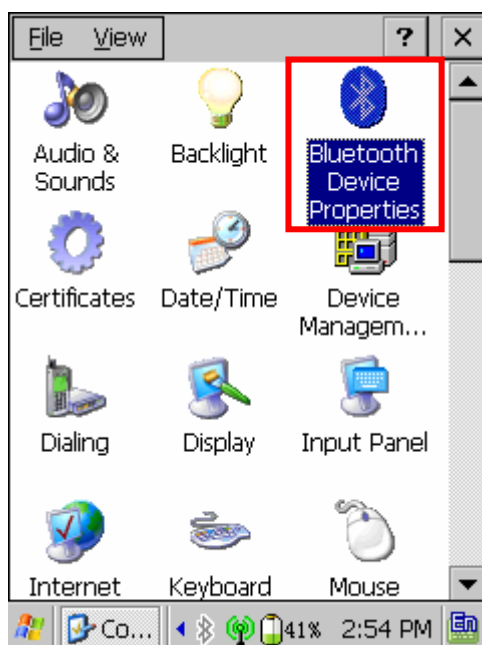 File View ? ×
Audio & Sounds
Backlight
Bluetooth Device Properties
Certificates
Date/Time
Device Managem...
Dialing
Display
Input Panel
Internet
Keyboard
Mouse
Co... 41% 2:54 PM En